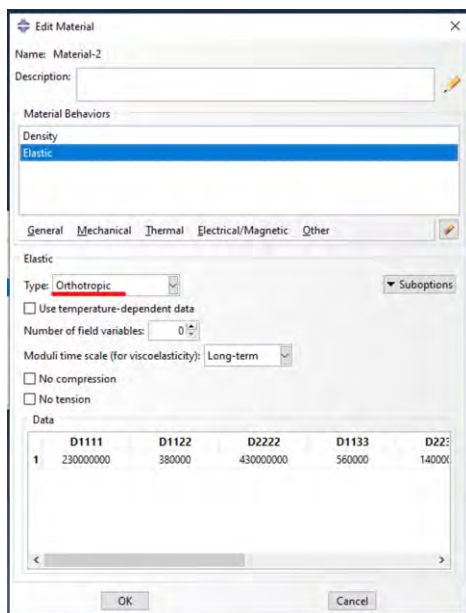 Edit Material
Name: Material-2
Description:
Material Behaviors
Density
Elastic
General Mechanical Thermal Electrical/Magnetic Other
Elastic
Type: Orthotropic Suboptions
Use temperature-dependent data
Number of field variables: 0
Moduli time scale (for viscoelasticity): Long-term
No compression
No tension
Data
D1111 D1122 D2222 D1133 D223
1 230000000 380000 430000000 560000 140000
OK Cancel